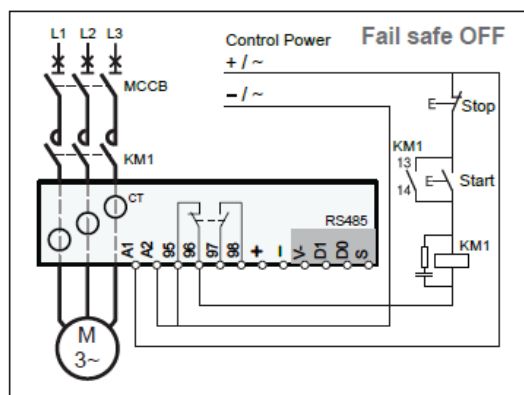 L1 L2 L3
Control Power
Fail safe OFF
+ / ~
– / ~
MCCB
Stop
KM1
KM1
13
14
Start
CT
RS485
KM1
A1 A2 95 96 97 98 + – V- D1 D0 S
M
3~
E
E